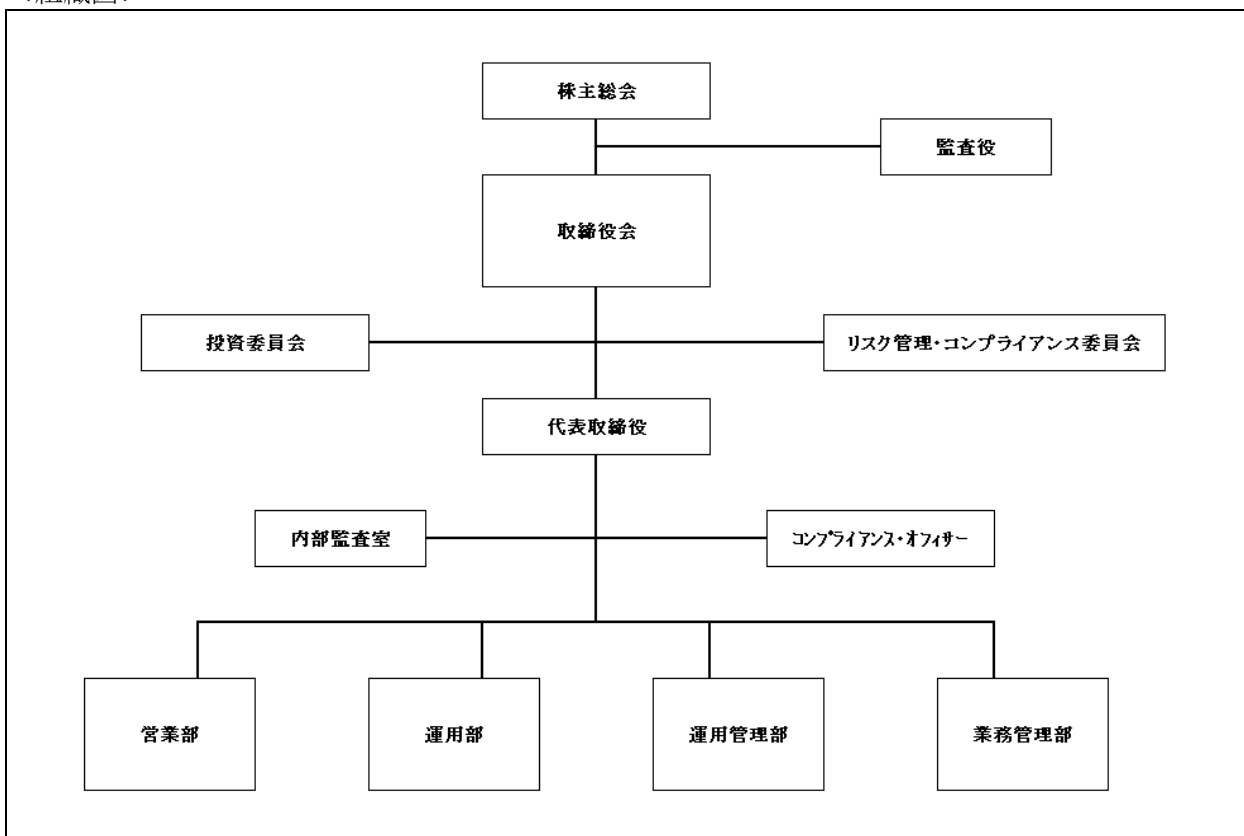 株主総会
監査役
取締役会
投資委員会
リスク管理・コンプライアンス委員会
代表取締役
内部監査室
コンプライアンス・オフィサー
営業部
運用部
運用管理部
業務管理部